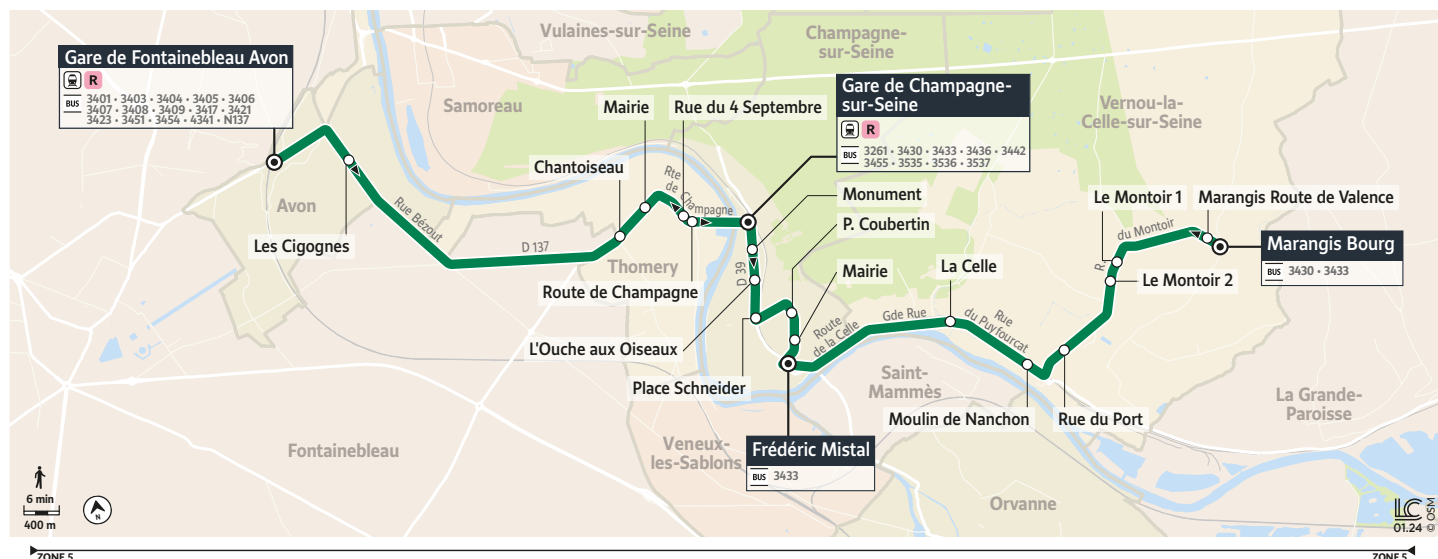 Vulaines-sur-Seine
Champagne-
sur-Seine
Gare de Fontainebleau Avon
R
BUS
3401 • 3403 • 3404 • 3405 • 3406
3407 • 3408 • 3409 • 3417 • 3421
3423 • 3451 • 3454 • 4341 • N137
Samoreau
Mairie
Rue du 4 Septembre
Gare de Champagne-
sur-Seine
R
BUS
3261 • 3430 • 3433 • 3436 • 3442
3455 • 3535 • 3536 • 3537
Vernou-la-
Celle-sur-Seine
Chantoiseau
Rte
de Champagne
Monument
Le Montoir 1
Marangis Route de Valence
Avon
Rue Bézout
P. Coubertin
R. du Montoir
Marangis Bourg
BUS
3430 • 3433
Les Cigognes
D 137
Thomery
D 39
Mairie
La Celle
Le Montoir 2
Route de Champagne
Route
de la Celle
Gde Rue
Rue
du Puyfourcat
L'Ouche aux Oiseaux
Place Schneider
Saint-
Mammès
La Grande-
Paroisse
Moulin de Nanchon
Rue du Port
Fontainebleau
Veneux-
les-Sablons
Frédéric Mistal
BUS
3433
Orvanne
6 min
400 m
N
LC
01.24
© OSM
ZONE 5
ZONE 5